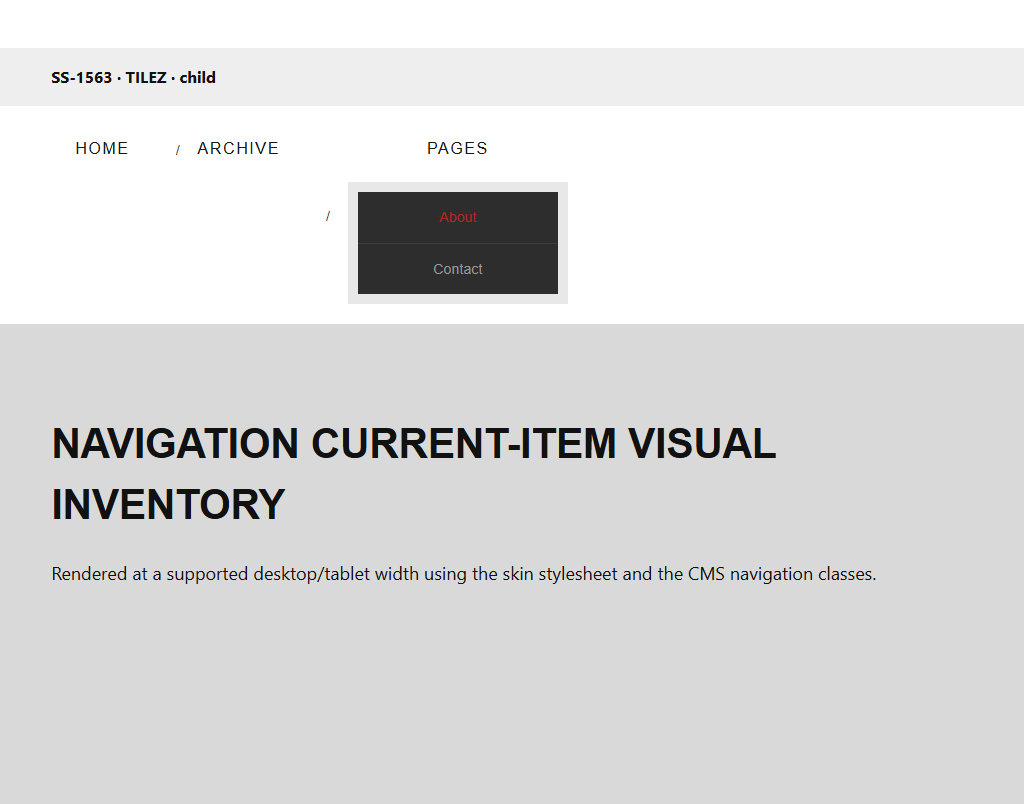 SS-1563 · TILEZ · child
HOME / ARCHIVE PAGES
/
About
Contact
NAVIGATION CURRENT-ITEM VISUAL
INVENTORY
Rendered at a supported desktop/tablet width using the skin stylesheet and the CMS navigation classes.